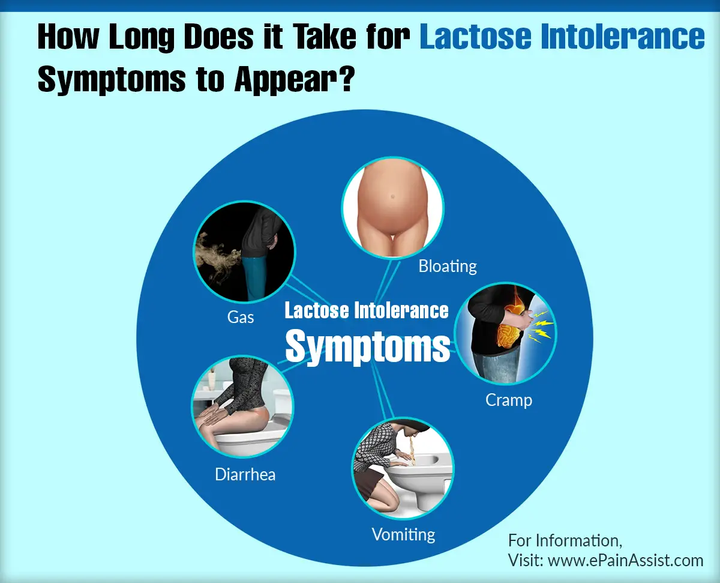 How Long Does it Take for Lactose Intolerance
Symptoms to Appear?
Bloating
Gas
Lactose Intolerance
Symptoms
Cramp
Diarrhea
Vomiting
For Information,
Visit: www.ePainAssist.com